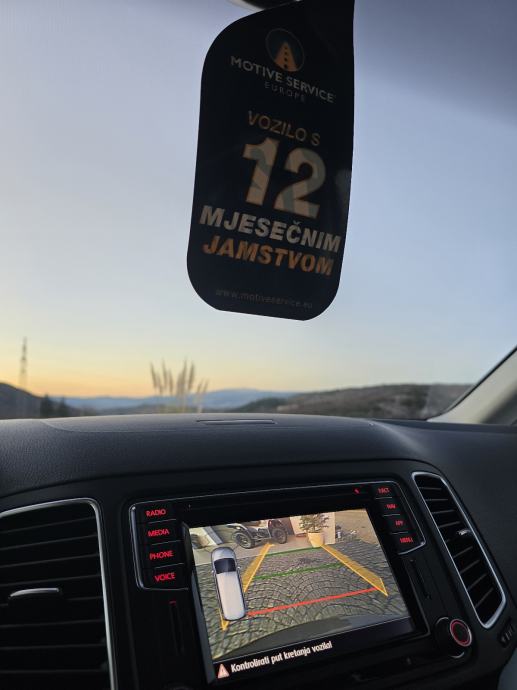 MOTIVE SERVICE
EUROPE
VOZILO S
12
MJESEČNIM
JAMSTVOM
www.motiveservice.eu
RADIO
MEDIA
PHONE
VOICE
FACT
NAV
APP
MENU
Kontrolirati put kretanja vozila!